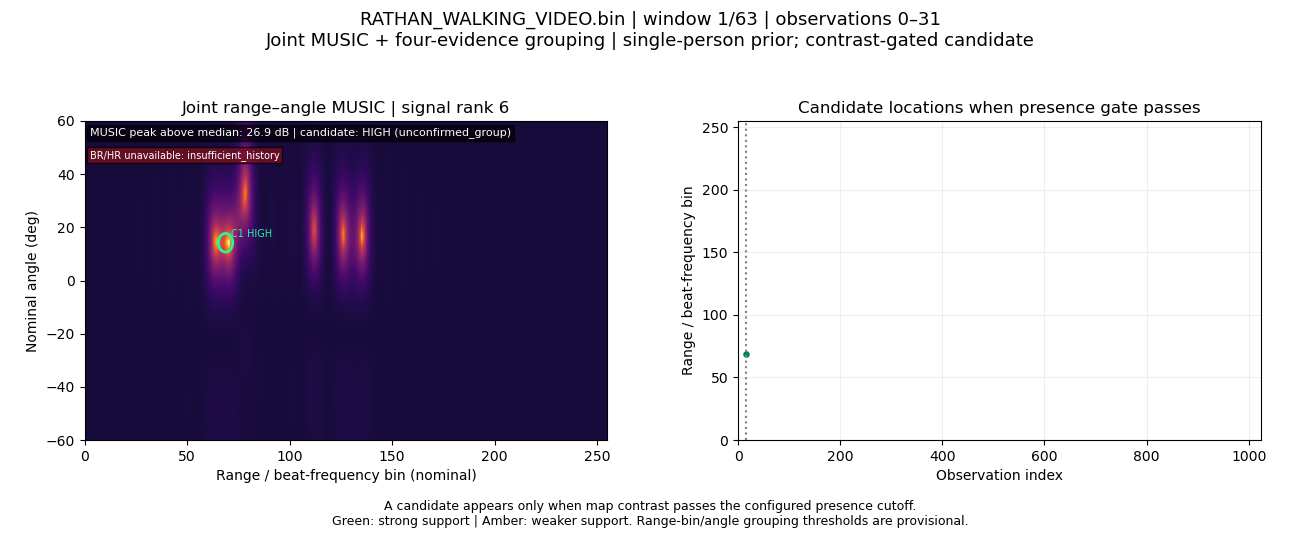 RATHAN_WALKING_VIDEO.bin | window 1/63 | observations 0–31
Joint MUSIC + four-evidence grouping | single-person prior; contrast-gated candidate
Joint range–angle MUSIC | signal rank 6
MUSIC peak above median: 26.9 dB | candidate: HIGH (unconfirmed_group)
BR/HR unavailable: insufficient_history
C1 HIGH
60
40
20
0
−20
−40
−60
Nominal angle (deg)
0
50
100
150
200
250
Range / beat-frequency bin (nominal)
Candidate locations when presence gate passes
250
200
150
100
50
0
Range / beat-frequency bin
0
200
400
600
800
1000
Observation index
A candidate appears only when map contrast passes the configured presence cutoff.
Green: strong support | Amber: weaker support. Range-bin/angle grouping thresholds are provisional.